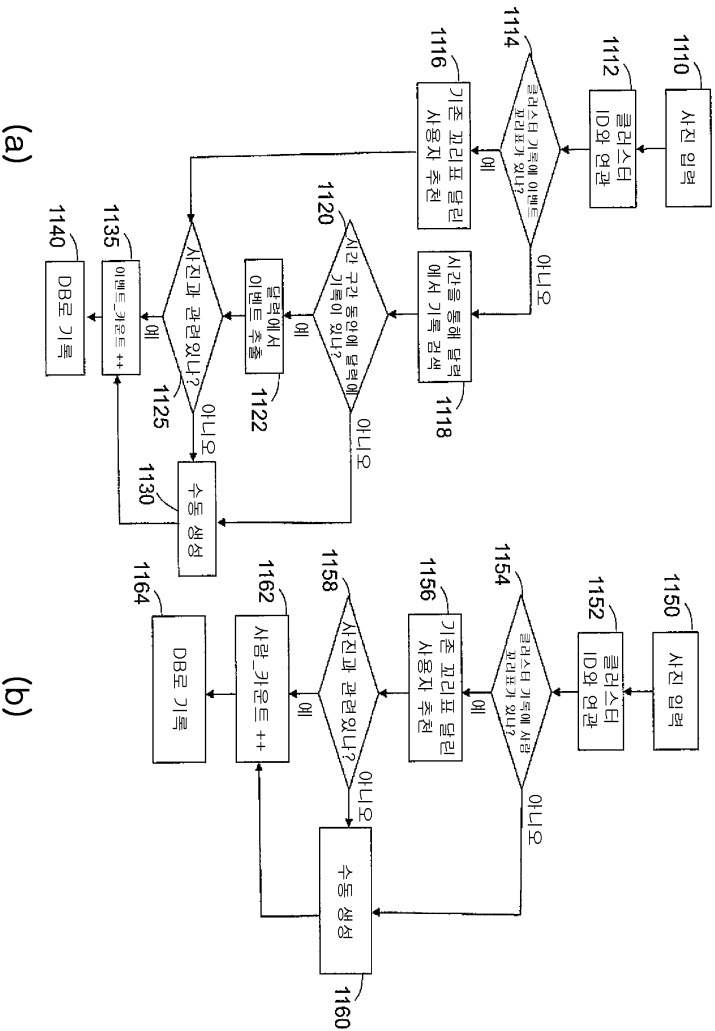 1110
사진 입력
1112
클러스터
ID와 연관
1114
클러스터 기록에 이벤트
꼬리표가 있나?
예
아니오
1116
기존 꼬리표 달린
사용자 추천
시간을 통해 달력
에서 기록 검색
1118
1120
시간 구간 동안에 달력에
기록이 있나?
예
아니오
달력에서
이벤트 추출
1122
사진과 관련있나?
1125
예
아니오
1130
수동 생성
1135
이벤트_카운트 ++
1140
DB로 기록
(a)
1150
사진 입력
1152
클러스터
ID와 연관
1154
클러스터 기록에 사람
꼬리표가 있나?
예
아니오
1156
기존 꼬리표 달린
사용자 추천
1158
사진과 관련있나?
예
아니오
수동 생성
1160
1162
사람_카운트 ++
1164
DB로 기록
(b)